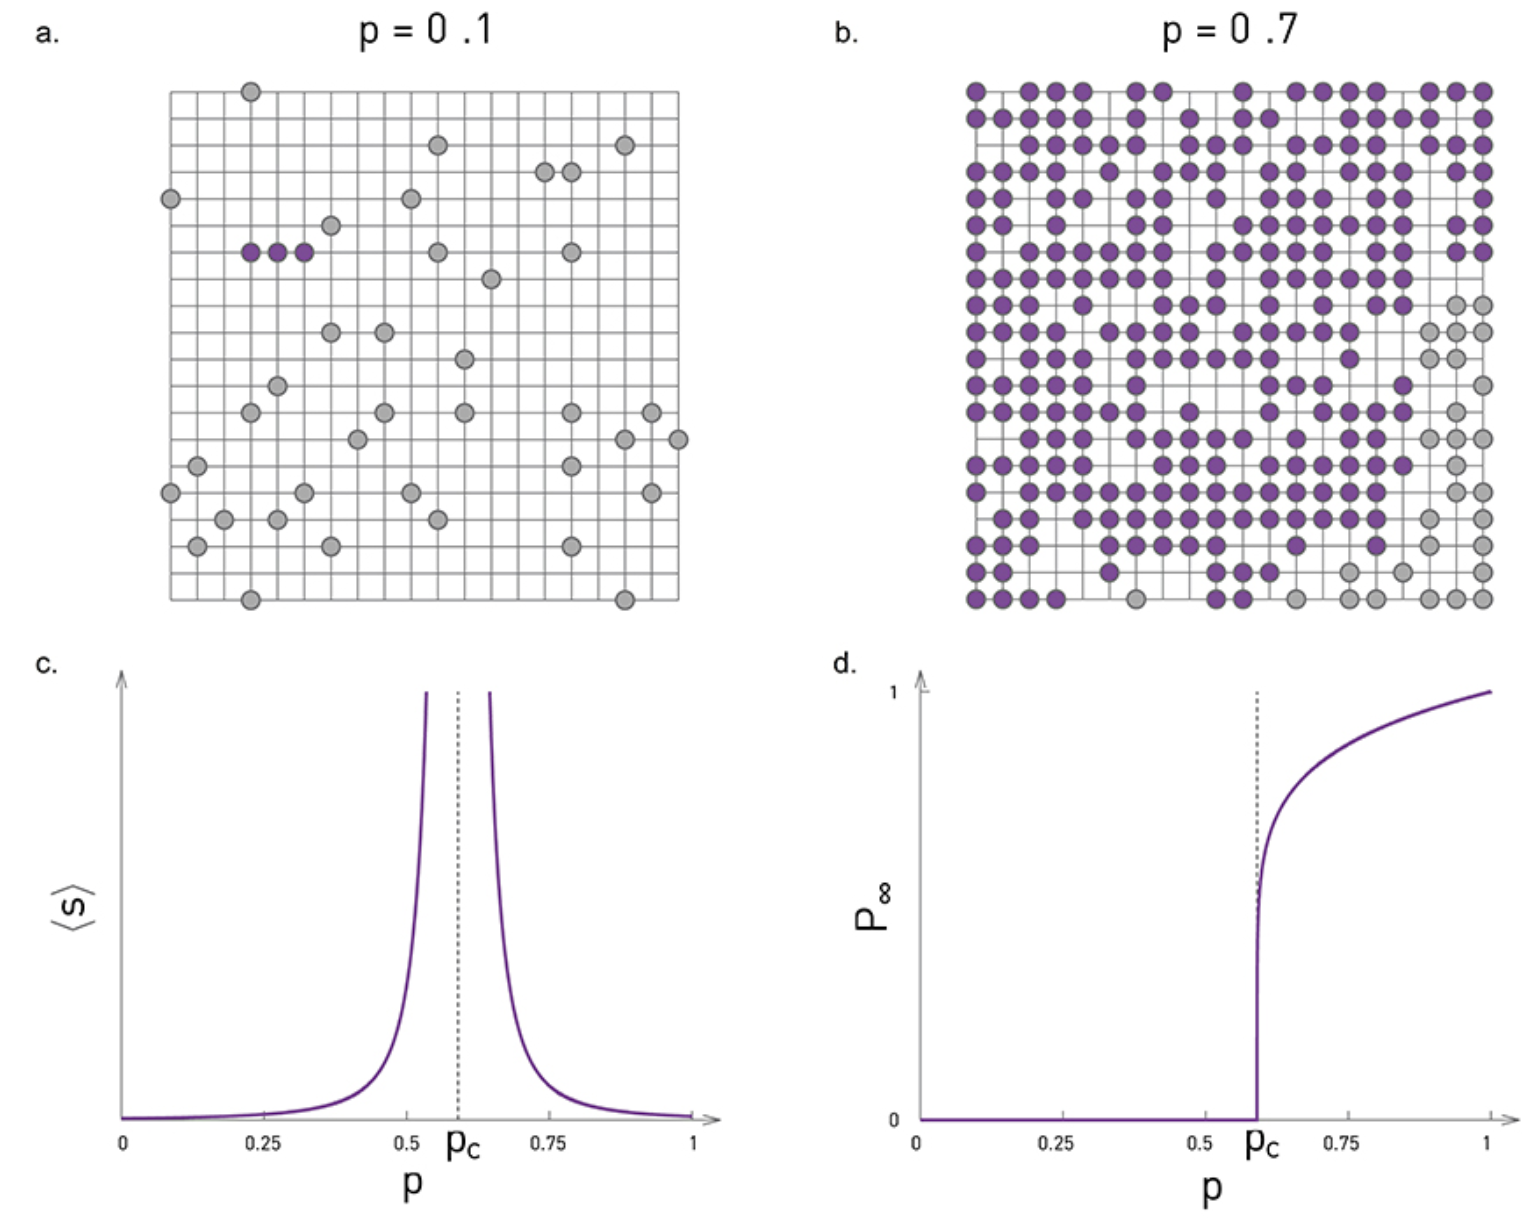 a.
p = 0 .1
b.
p = 0 .7
c.
⟨s⟩
0 0.25 0.5 pc 0.75 1
p
d.
1
P∞
0
0 0.25 0.5 pc 0.75 1
p